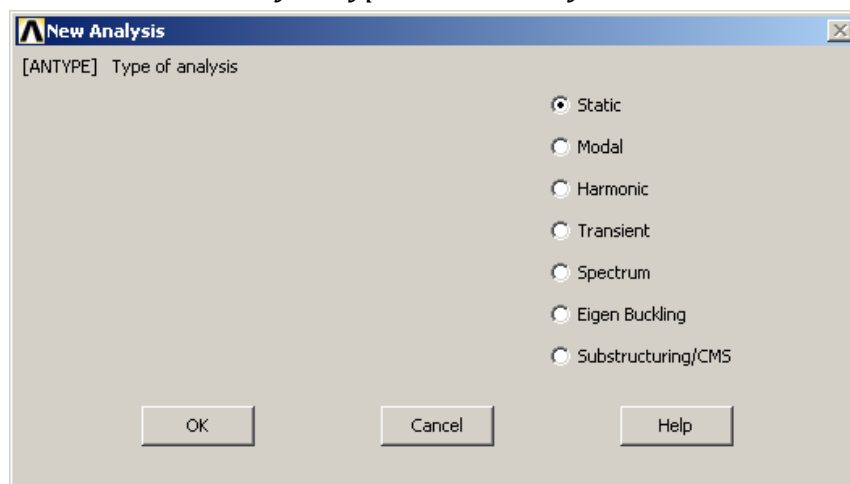 New Analysis
[ANTYPE] Type of analysis
Static
Modal
Harmonic
Transient
Spectrum
Eigen Buckling
Substructuring/CMS
OK Cancel Help